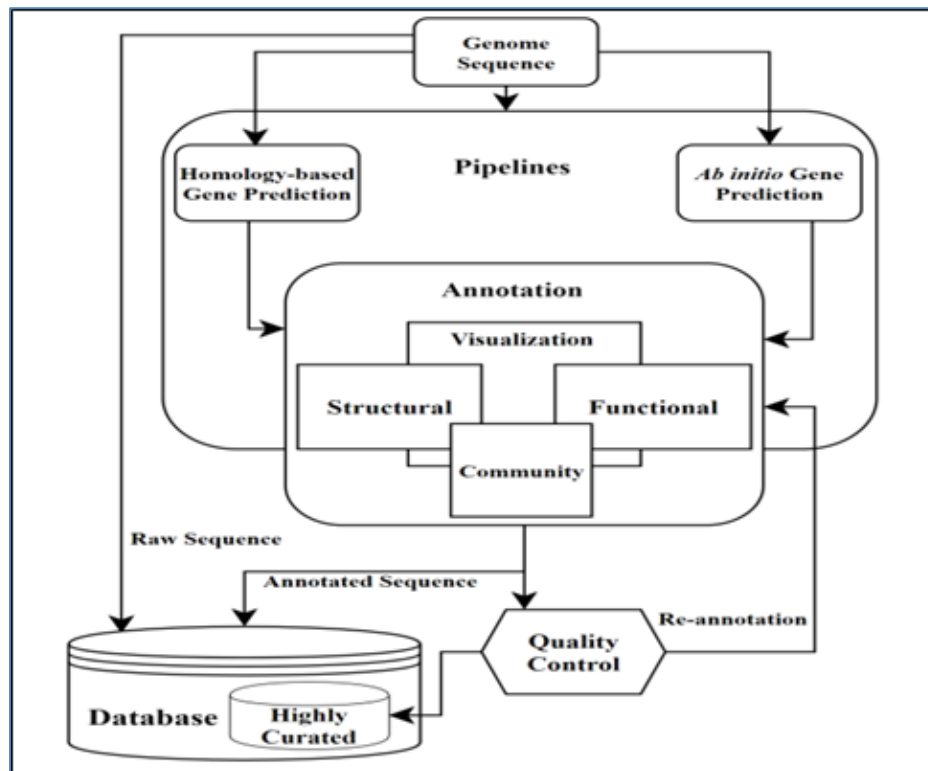 Genome
Sequence
Pipelines
Homology-based
Gene Prediction
Ab initio Gene
Prediction
Annotation
Visualization
Structural
Functional
Community
Raw Sequence
Annotated Sequence
Re-annotation
Quality
Control
Database
Highly
Curated